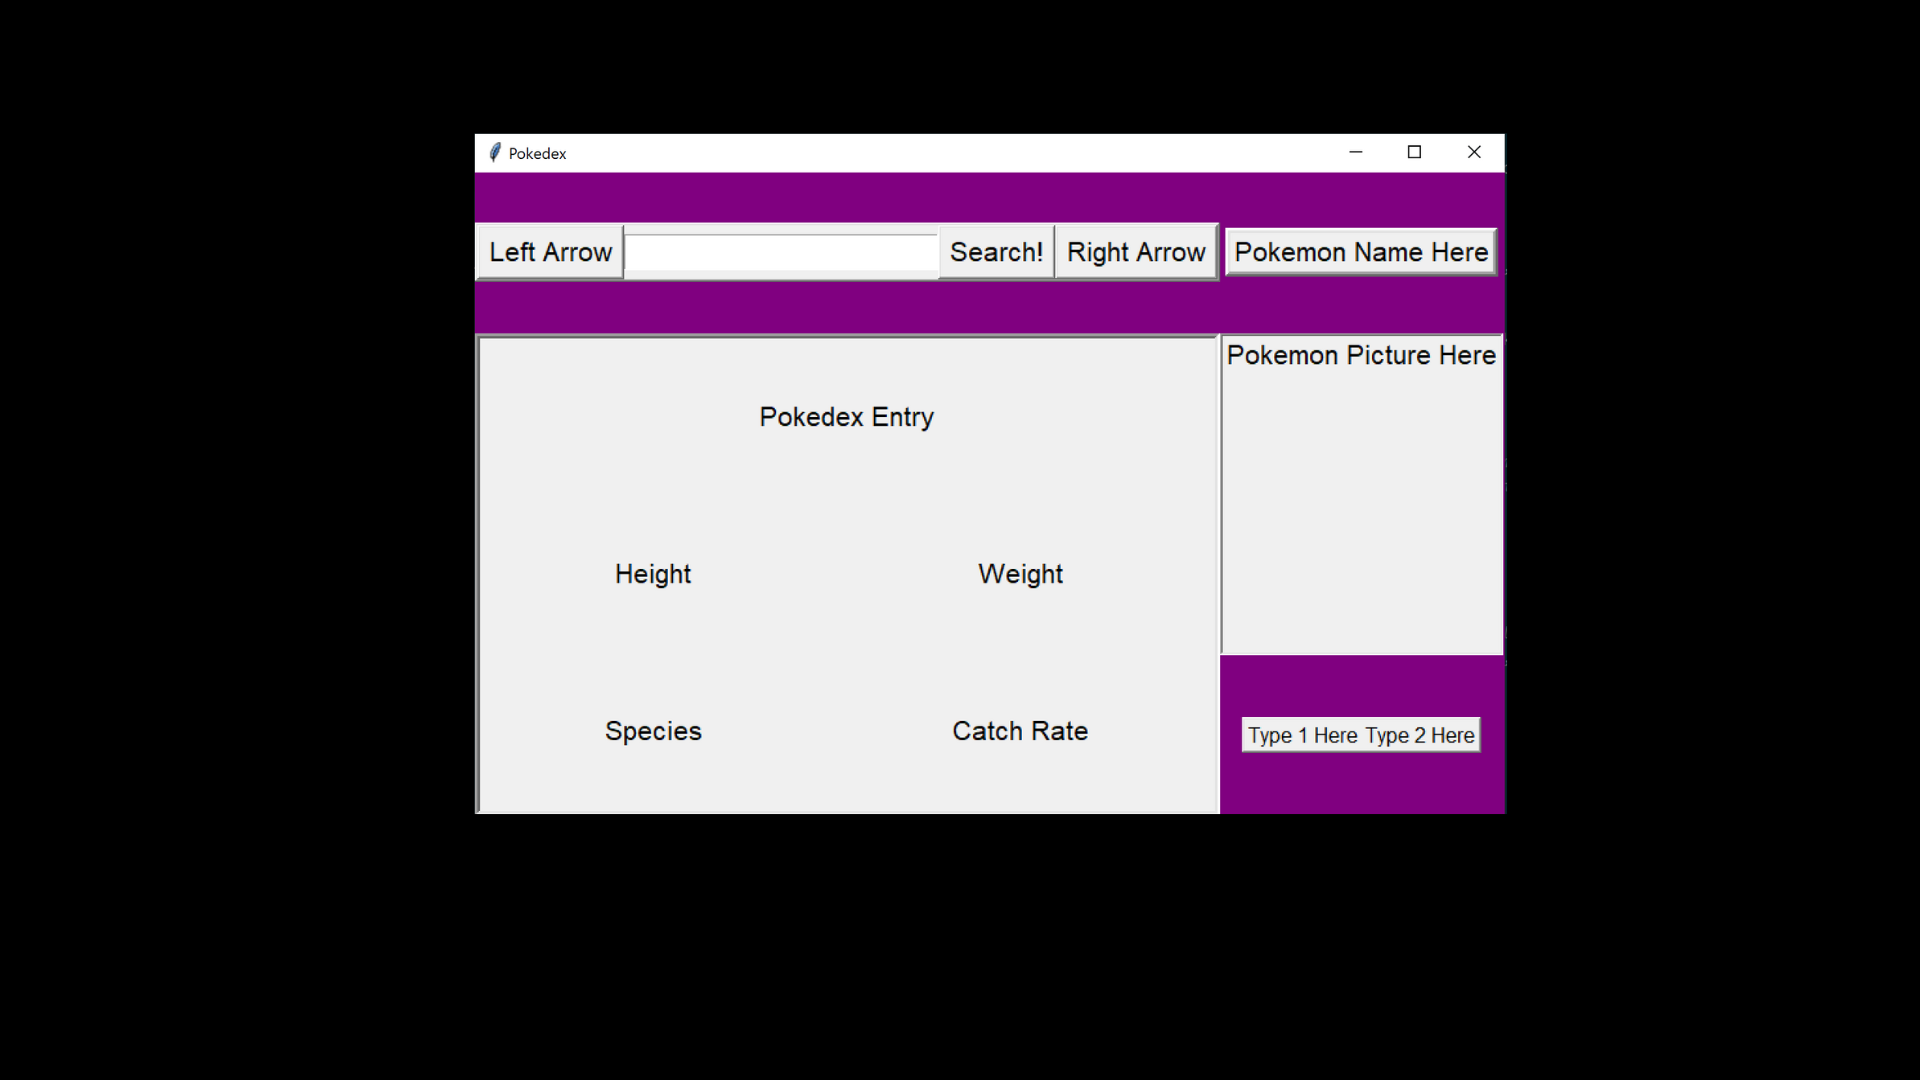 Pokedex
Left Arrow Search! Right Arrow Pokemon Name Here
Pokemon Picture Here
Pokedex Entry
Height Weight
Species Catch Rate
Type 1 Here Type 2 Here